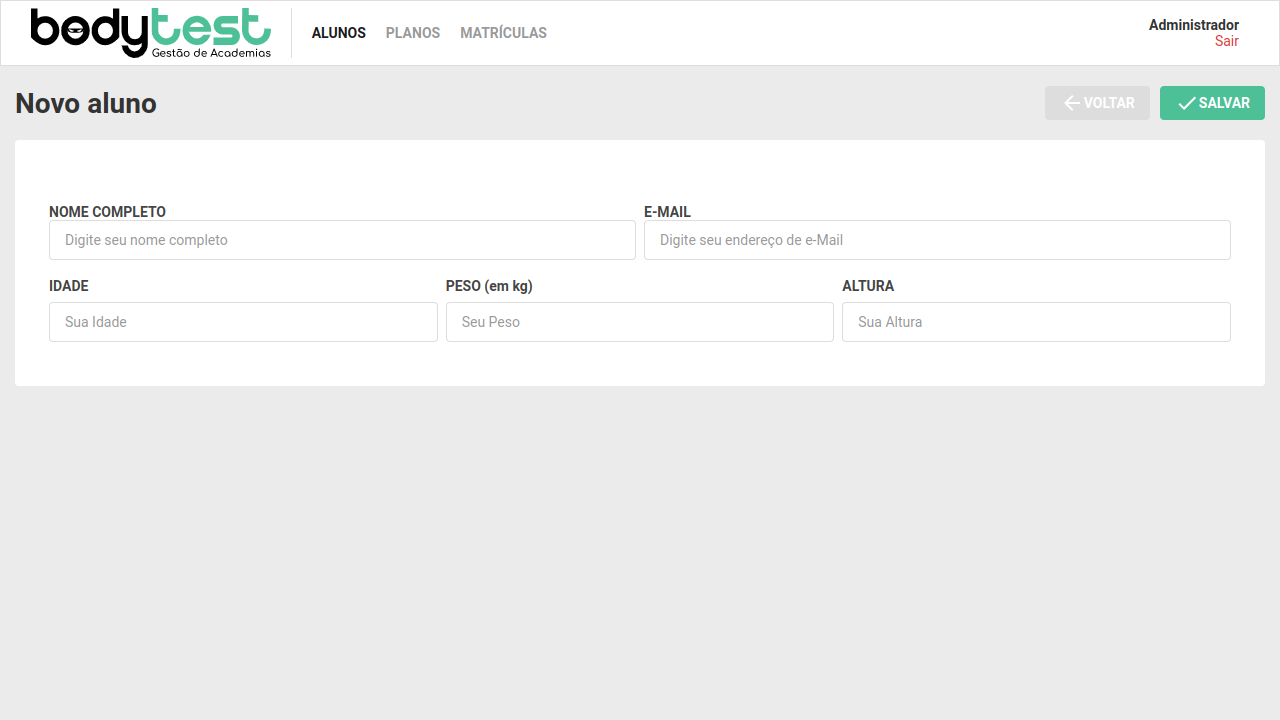 bodytest
Gestão de Academias
ALUNOS PLANOS MATRÍCULAS
Administrador
Sair
Novo aluno
VOLTAR SALVAR
NOME COMPLETO E-MAIL
Digite seu nome completo Digite seu endereço de e-Mail
IDADE PESO (em kg) ALTURA
Sua Idade Seu Peso Sua Altura